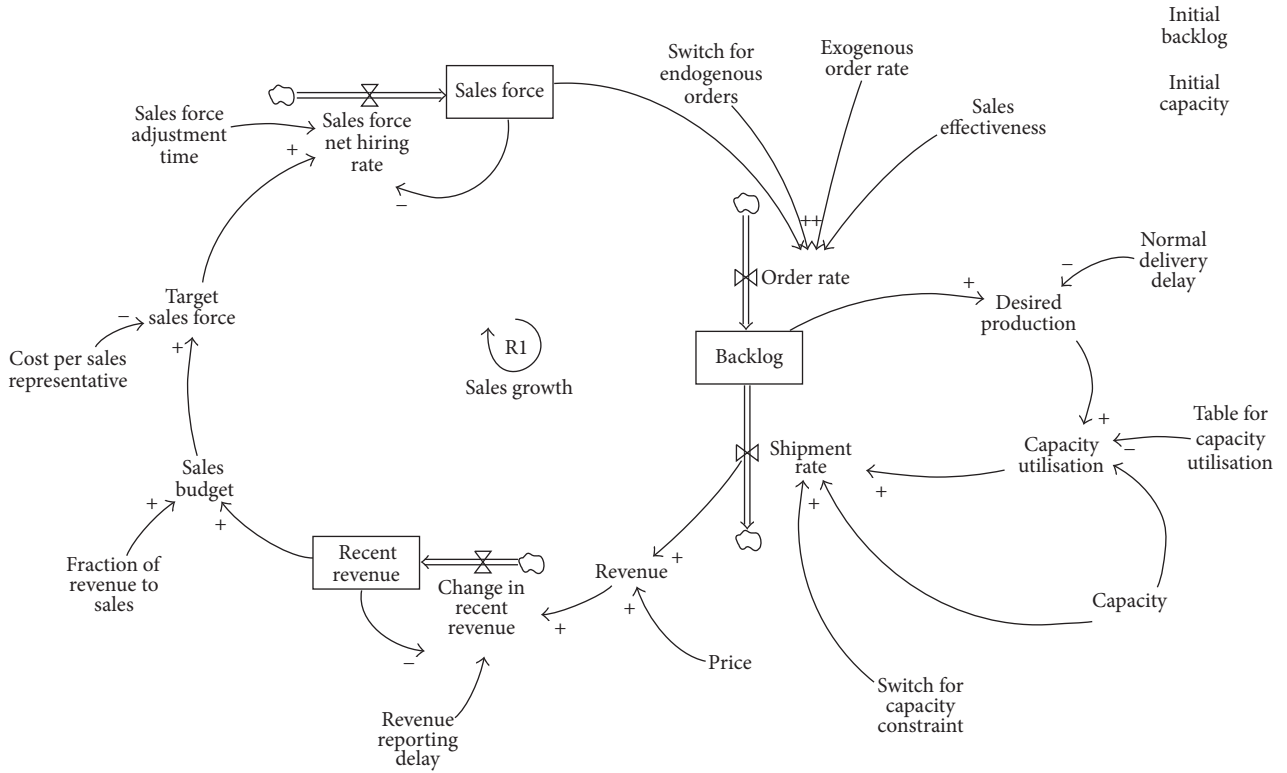 Initial
backlog
Initial
capacity
Switch for
endogenous
orders
Exogenous
order rate
Sales
effectiveness
Sales force
Sales force
adjustment
time
+
Sales force
net hiring
rate
−
++
Order rate
Normal
delivery
delay
−
+
Desired
production
Target
sales force
−
+
Cost per sales
representative
R1
Sales growth
Backlog
Shipment
rate
+
+
Capacity
utilisation
+
−
Table for
capacity
utilisation
Sales
budget
+
+
Fraction of
revenue to
sales
Recent
revenue
−
Change in
recent
revenue
+
Revenue
+
+
Price
Capacity
Switch for
capacity
constraint
Revenue
reporting
delay